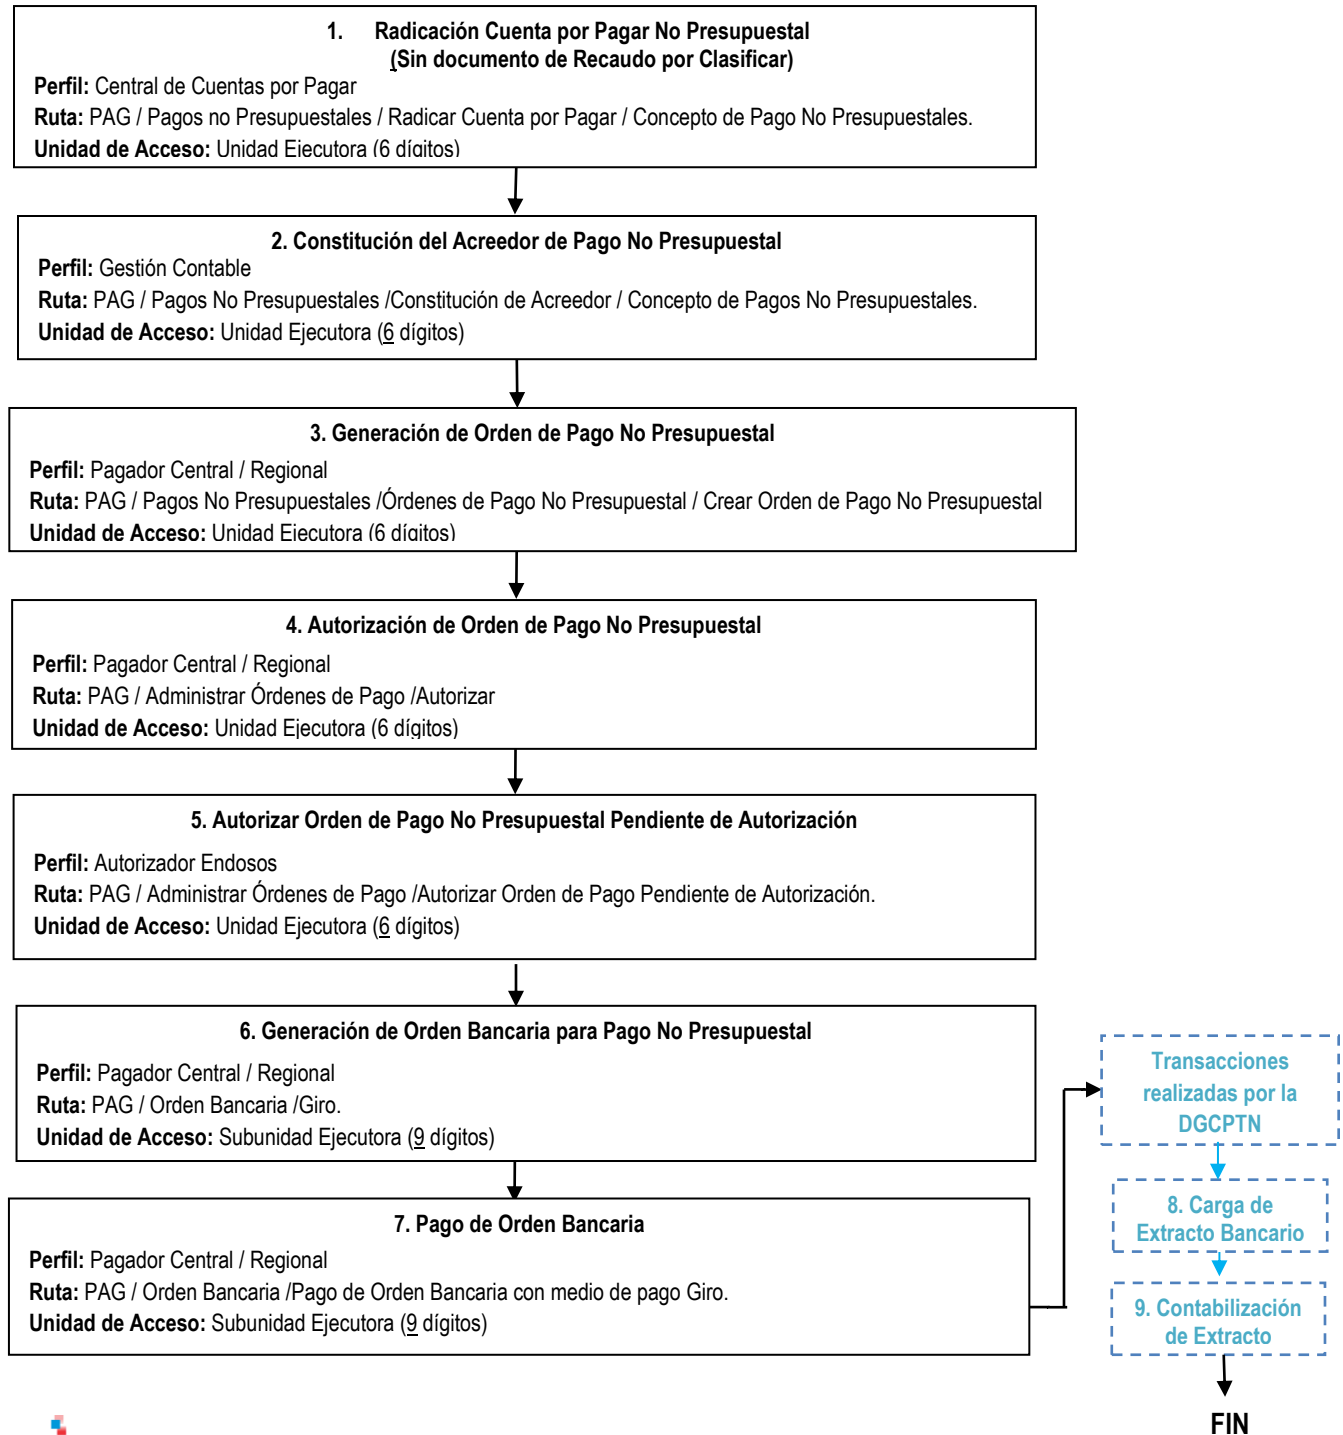 1. Radicación Cuenta por Pagar No Presupuestal
(Sin documento de Recaudo por Clasificar)
Perfil: Central de Cuentas por Pagar
Ruta: PAG / Pagos no Presupuestales / Radicar Cuenta por Pagar / Concepto de Pago No Presupuestales.
Unidad de Acceso: Unidad Ejecutora (6 dígitos)
2. Constitución del Acreedor de Pago No Presupuestal
Perfil: Gestión Contable
Ruta: PAG / Pagos No Presupuestales /Constitución de Acreedor / Concepto de Pagos No Presupuestales.
Unidad de Acceso: Unidad Ejecutora (6 dígitos)
3. Generación de Orden de Pago No Presupuestal
Perfil: Pagador Central / Regional
Ruta: PAG / Pagos No Presupuestales /Órdenes de Pago No Presupuestal / Crear Orden de Pago No Presupuestal
Unidad de Acceso: Unidad Ejecutora (6 dígitos)
4. Autorización de Orden de Pago No Presupuestal
Perfil: Pagador Central / Regional
Ruta: PAG / Administrar Órdenes de Pago /Autorizar
Unidad de Acceso: Unidad Ejecutora (6 dígitos)
5. Autorizar Orden de Pago No Presupuestal Pendiente de Autorización
Perfil: Autorizador Endosos
Ruta: PAG / Administrar Órdenes de Pago /Autorizar Orden de Pago Pendiente de Autorización.
Unidad de Acceso: Unidad Ejecutora (6 dígitos)
6. Generación de Orden Bancaria para Pago No Presupuestal
Perfil: Pagador Central / Regional
Ruta: PAG / Orden Bancaria /Giro.
Unidad de Acceso: Subunidad Ejecutora (9 dígitos)
7. Pago de Orden Bancaria
Perfil: Pagador Central / Regional
Ruta: PAG / Orden Bancaria /Pago de Orden Bancaria con medio de pago Giro.
Unidad de Acceso: Subunidad Ejecutora (9 dígitos)
Transacciones
realizadas por la
DGCPTN
8. Carga de
Extracto Bancario
9. Contabilización
de Extracto
FIN